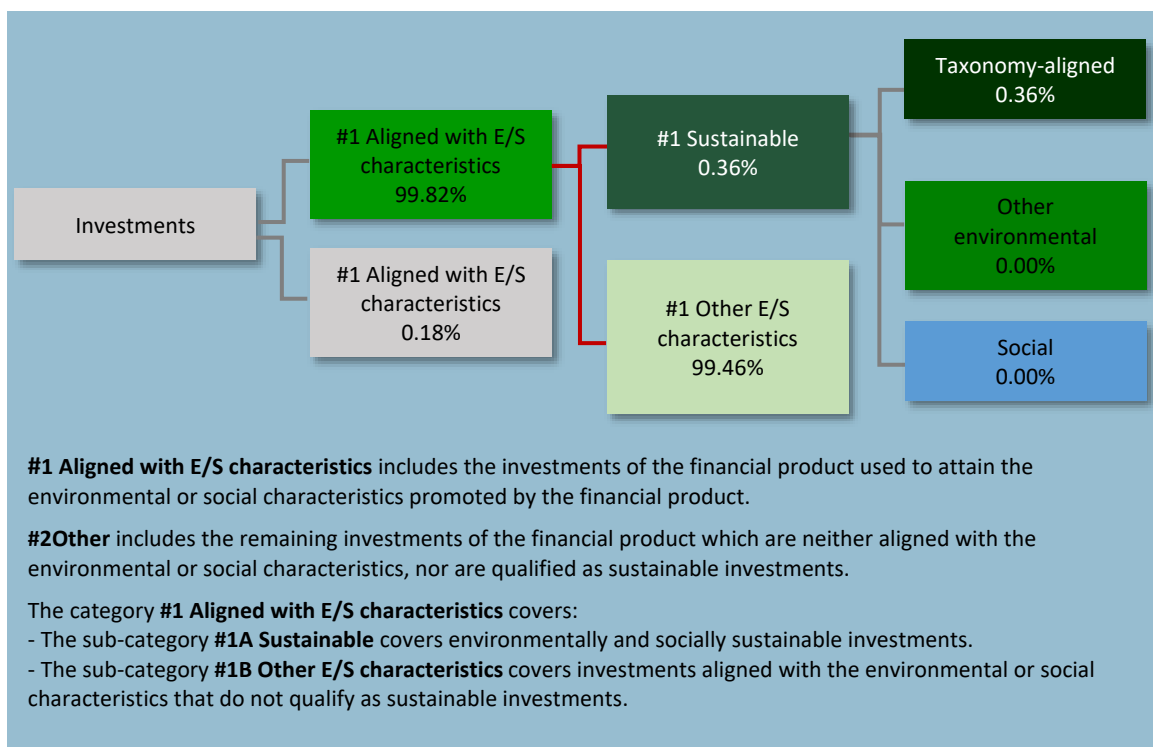 Investments
#1 Aligned with E/S
characteristics
99.82%
#1 Aligned with E/S
characteristics
0.18%
#1 Sustainable
0.36%
#1 Other E/S
characteristics
99.46%
Taxonomy-aligned
0.36%
Other
environmental
0.00%
Social
0.00%
#1 Aligned with E/S characteristics includes the investments of the financial product used to attain the
environmental or social characteristics promoted by the financial product.
#2Other includes the remaining investments of the financial product which are neither aligned with the
environmental or social characteristics, nor are qualified as sustainable investments.
The category #1 Aligned with E/S characteristics covers:
- The sub-category #1A Sustainable covers environmentally and socially sustainable investments.
- The sub-category #1B Other E/S characteristics covers investments aligned with the environmental or social
characteristics that do not qualify as sustainable investments.